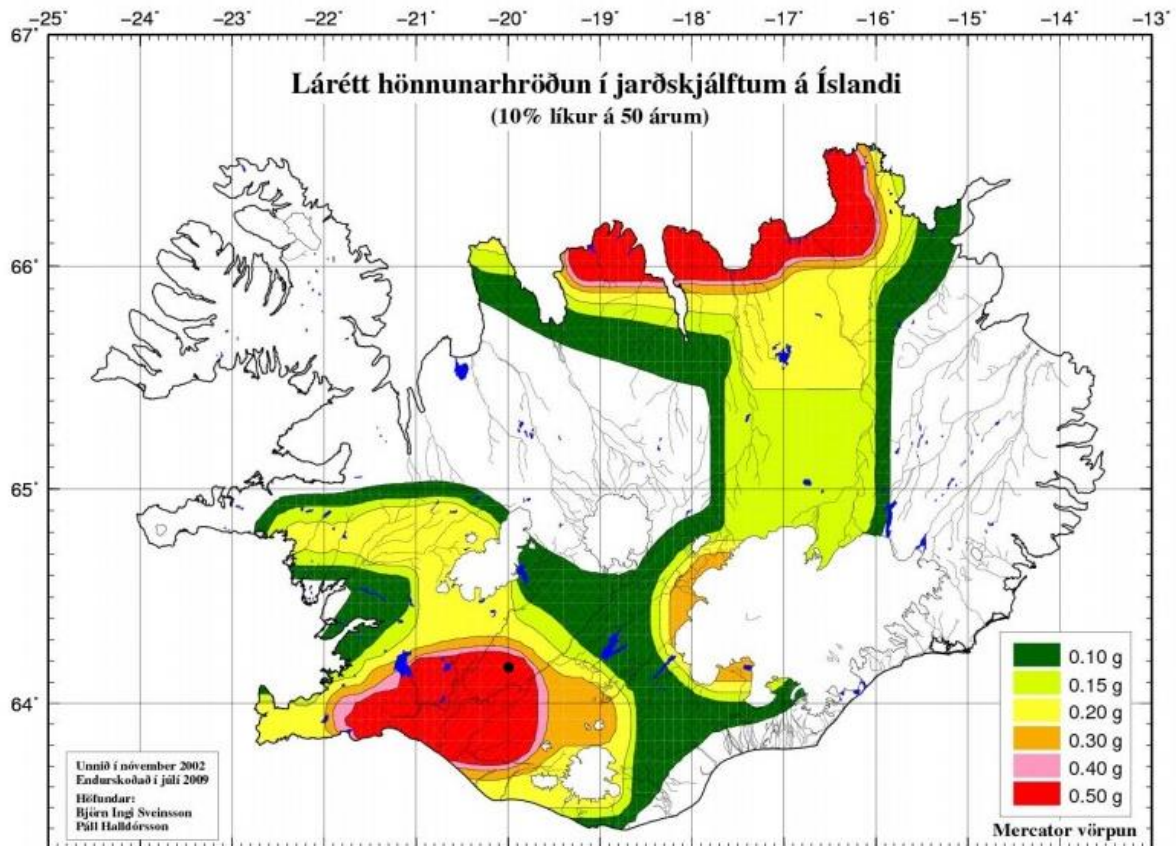 −25° −24° −23° −22° −21° −20° −19° −18° −17° −16° −15° −14° −13°
67°
Lárétt hönnunarhröðun í jarðskjálftum á Íslandi
(10% líkur á 50 árum)
66°
65°
64°
Unnið í nóvember 2002
Endurskoðað í júlí 2009
Höfundar:
Björn Ingi Sveinsson
Páll Halldórsson
0.10 g
0.15 g
0.20 g
0.30 g
0.40 g
0.50 g
Mercator vörpun